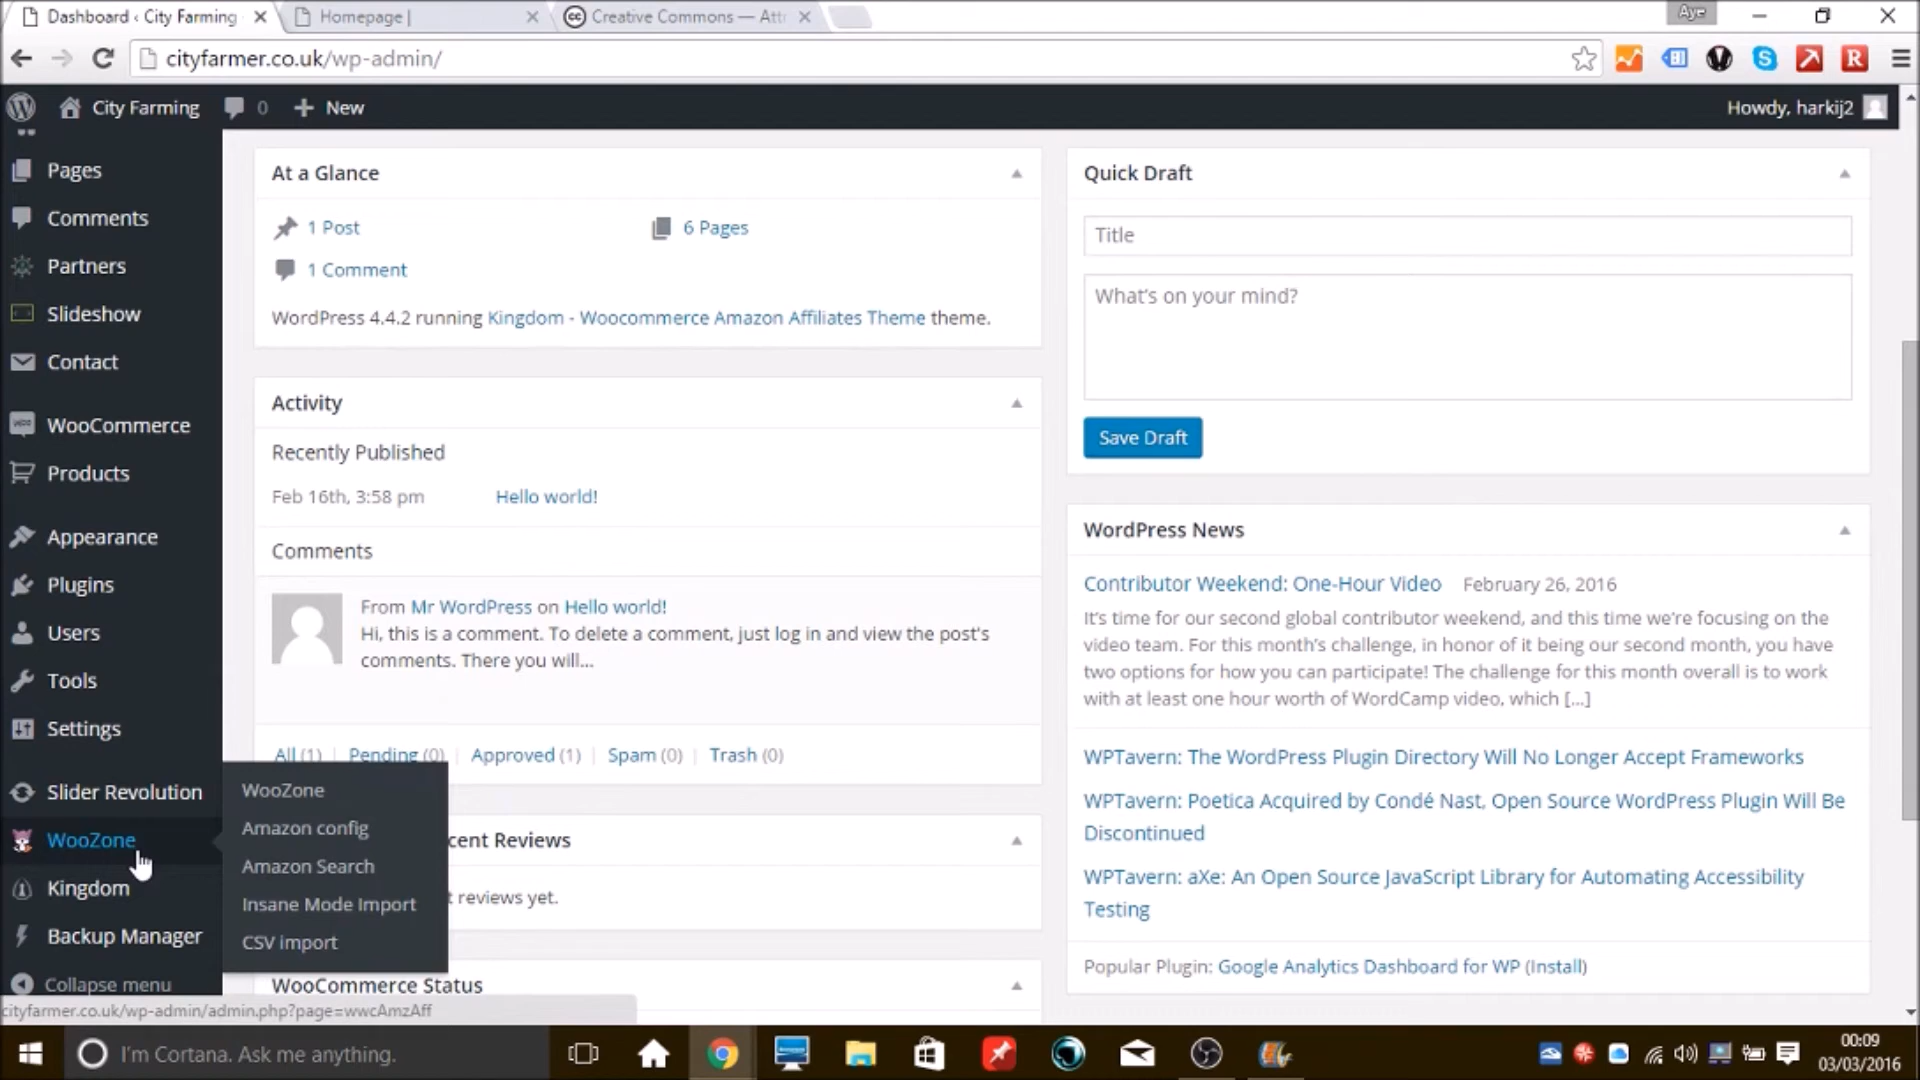 Dashboard ‹ City Farming
Homepage |
Creative Commons — Attr
Aye
cityfarmer.co.uk/wp-admin/
City Farming
0
New
Howdy, harkij2
Pages
Comments
Partners
Slideshow
Contact
WooCommerce
Products
Appearance
Plugins
Users
Tools
Settings
Slider Revolution
WooZone
Kingdom
Backup Manager
Collapse menu
WooZone
Amazon config
Amazon Search
Insane Mode Import
CSV import
At a Glance
1 Post
6 Pages
1 Comment
WordPress 4.4.2 running Kingdom - Woocommerce Amazon Affiliates Theme theme.
Activity
Recently Published
Feb 16th, 3:58 pm
Hello world!
Comments
From Mr WordPress on Hello world!
Hi, this is a comment. To delete a comment, just log in and view the post's
comments. There you will...
All (1) | Pending (0) | Approved (1) | Spam (0) | Trash (0)
cent Reviews
t reviews yet.
WooCommerce Status
Quick Draft
Title
What's on your mind?
Save Draft
WordPress News
Contributor Weekend: One-Hour Video February 26, 2016
It's time for our second global contributor weekend, and this time we're focusing on the
video team. For this month's challenge, in honor of it being our second month, you have
two options for how you can participate! The challenge for this month overall is to work
with at least one hour worth of WordCamp video, which [...]
WPTavern: The WordPress Plugin Directory Will No Longer Accept Frameworks
WPTavern: Poetica Acquired by Condé Nast, Open Source WordPress Plugin Will Be
Discontinued
WPTavern: aXe: An Open Source JavaScript Library for Automating Accessibility
Testing
Popular Plugin: Google Analytics Dashboard for WP (Install)
cityfarmer.co.uk/wp-admin/admin.php?page=wwcAmzAff
I'm Cortana. Ask me anything.
00:09
03/03/2016